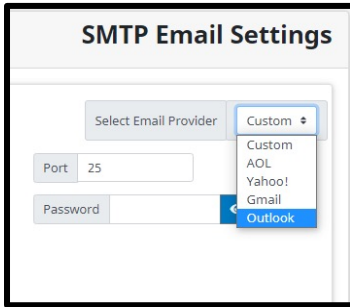 SMTP Email Settings
Select Email Provider Custom
Custom
AOL
Yahoo!
Gmail
Outlook
Port 25
Password